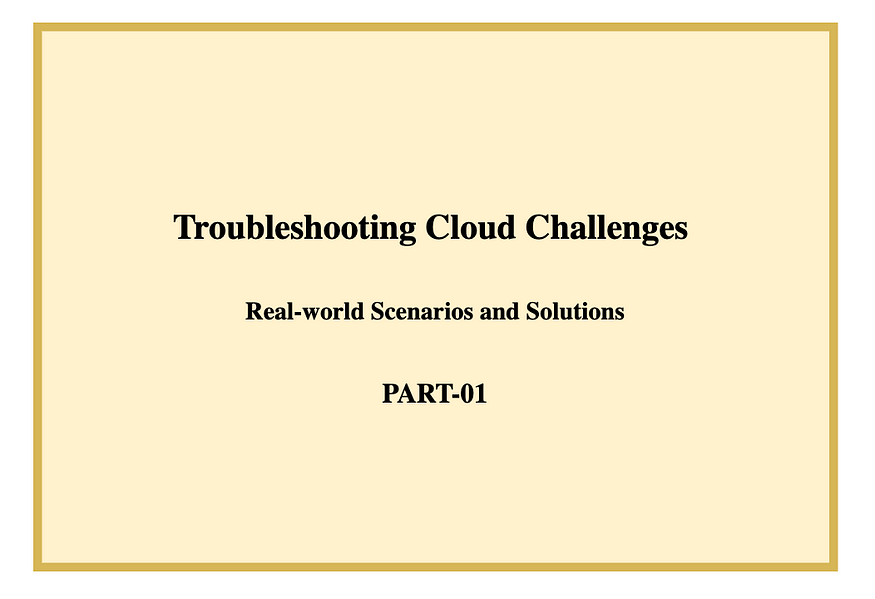 Troubleshooting Cloud Challenges
Real-world Scenarios and Solutions
PART-01